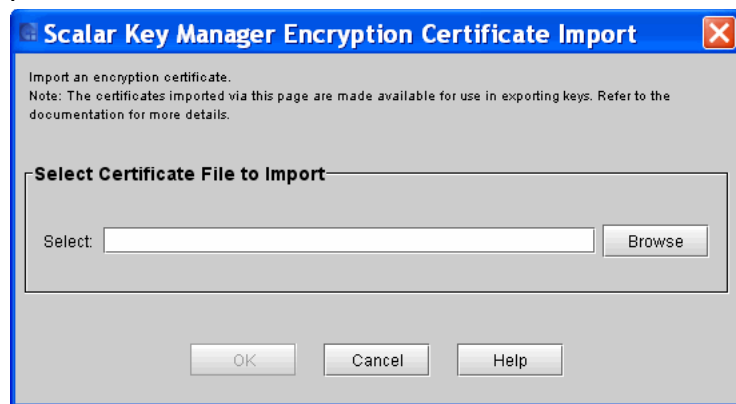 Scalar Key Manager Encryption Certificate Import
Import an encryption certificate.
Note: The certificates imported via this page are made available for use in exporting keys. Refer to the
documentation for more details.
Select Certificate File to Import
Select: Browse
OK Cancel Help